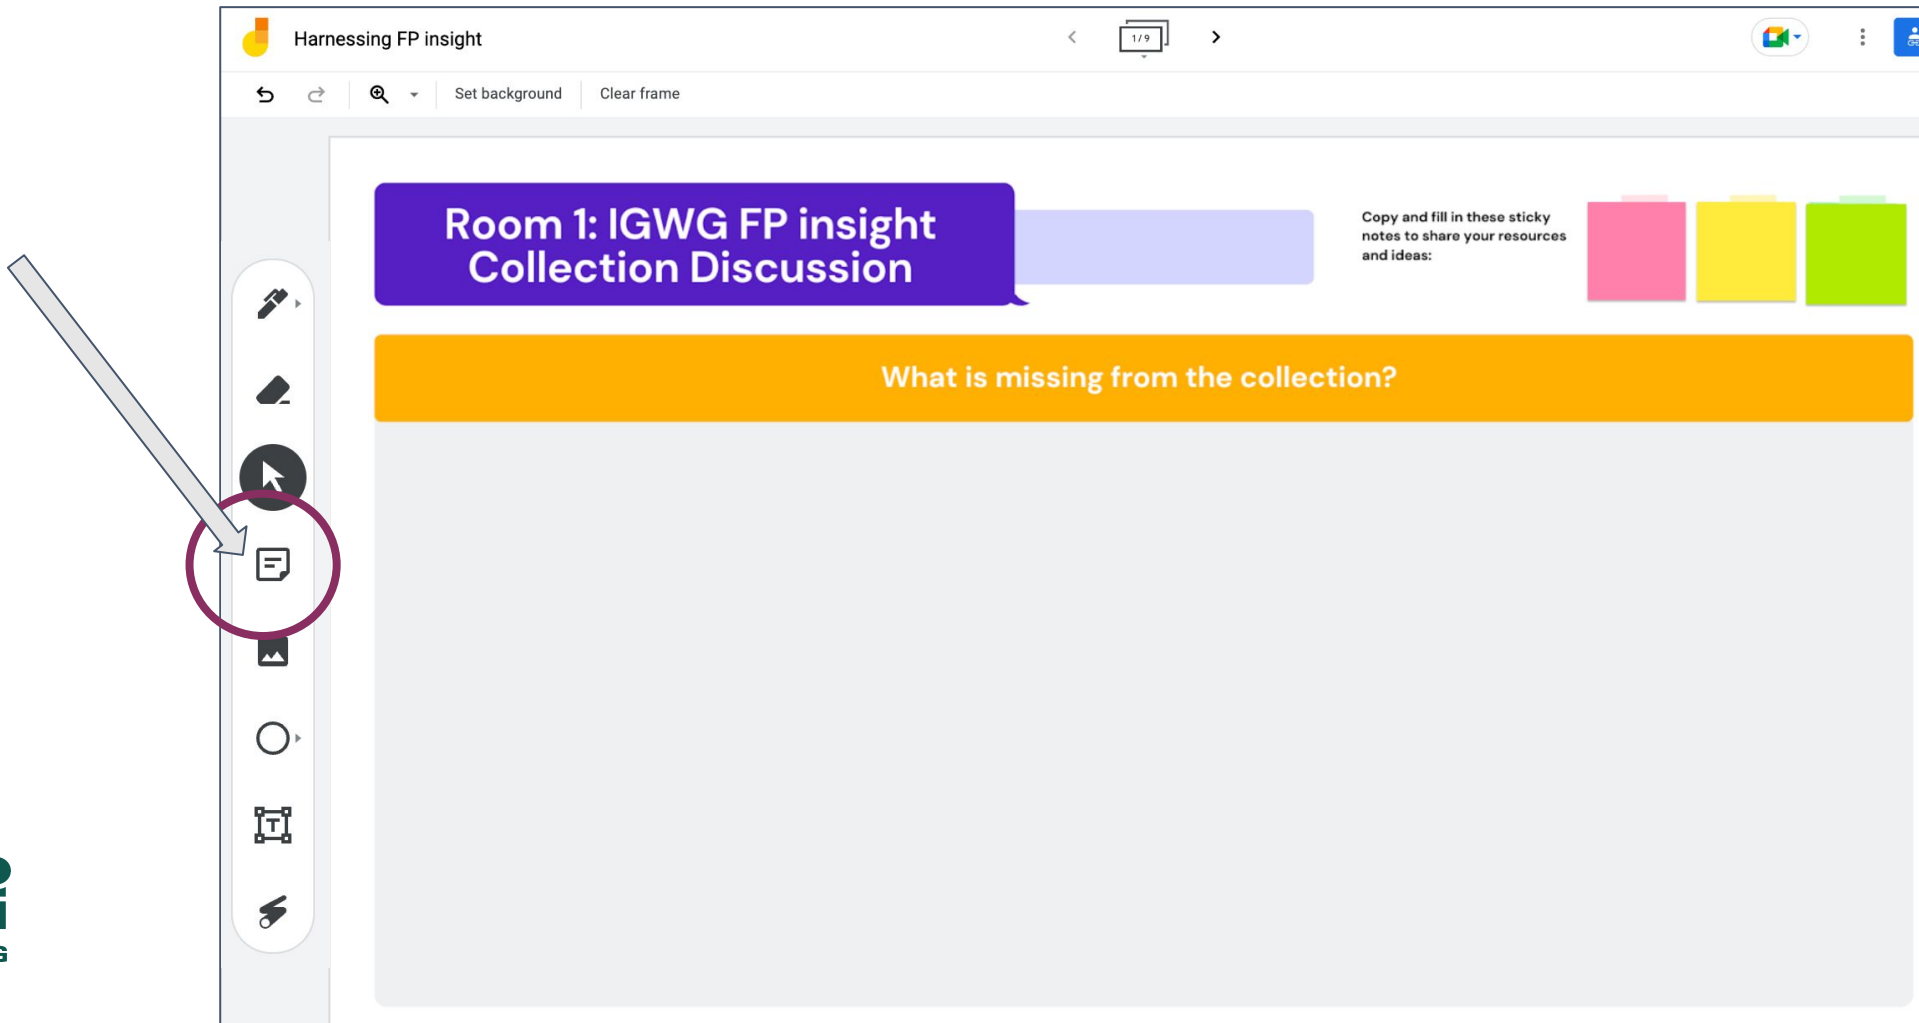 Harnessing FP insight
1/9
Set background
Clear frame
Room 1: IGWG FP insight
Collection Discussion
Copy and fill in these sticky
notes to share your resources
and ideas:
What is missing from the collection?
T
G